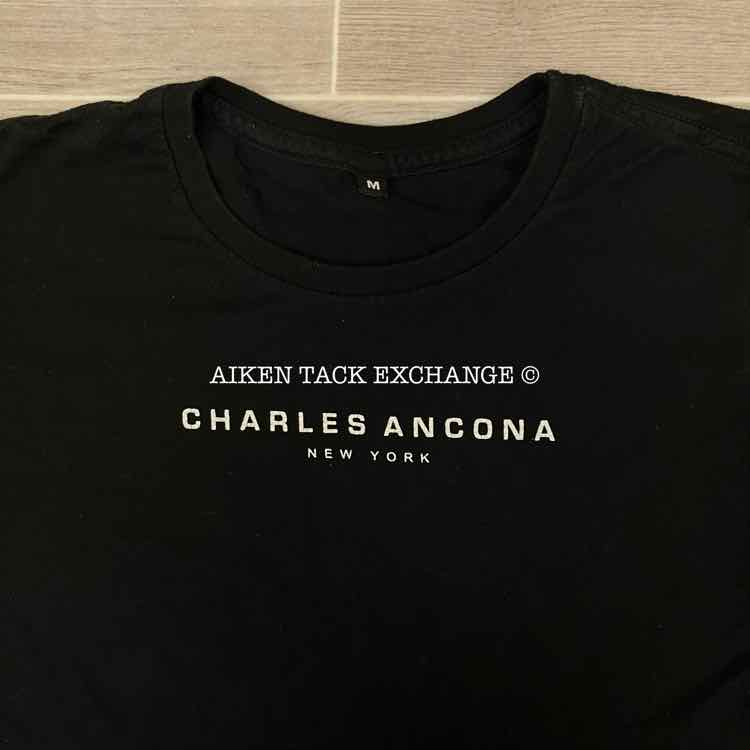 M
AIKEN TACK EXCHANGE ©
CHARLES ANCONA
NEW YORK